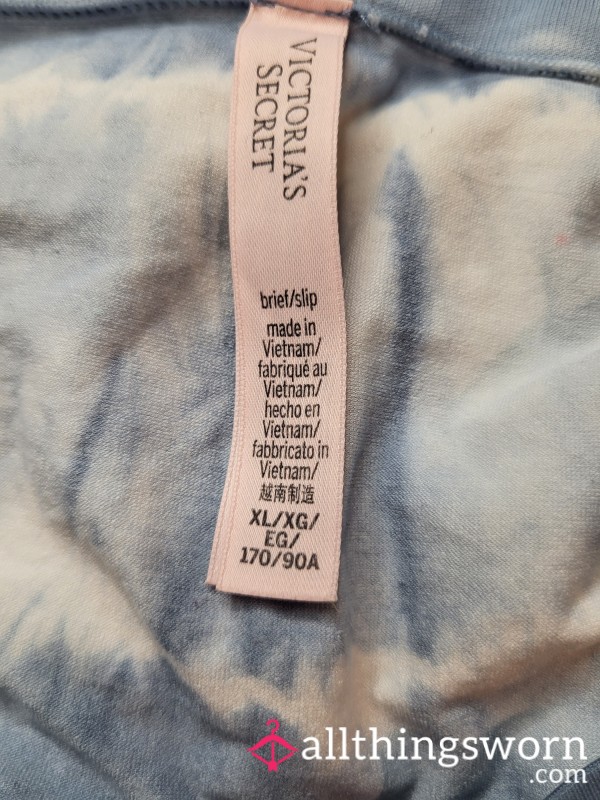 VICTORIA'S
SECRET
brief/slip
made in
Vietnam/
fabriqué au
Vietnam/
hecho en
Vietnam/
fabbricato in
Vietnam/
越南制造
XL/XG/
EG/
170/90A
allthingsworn
.com